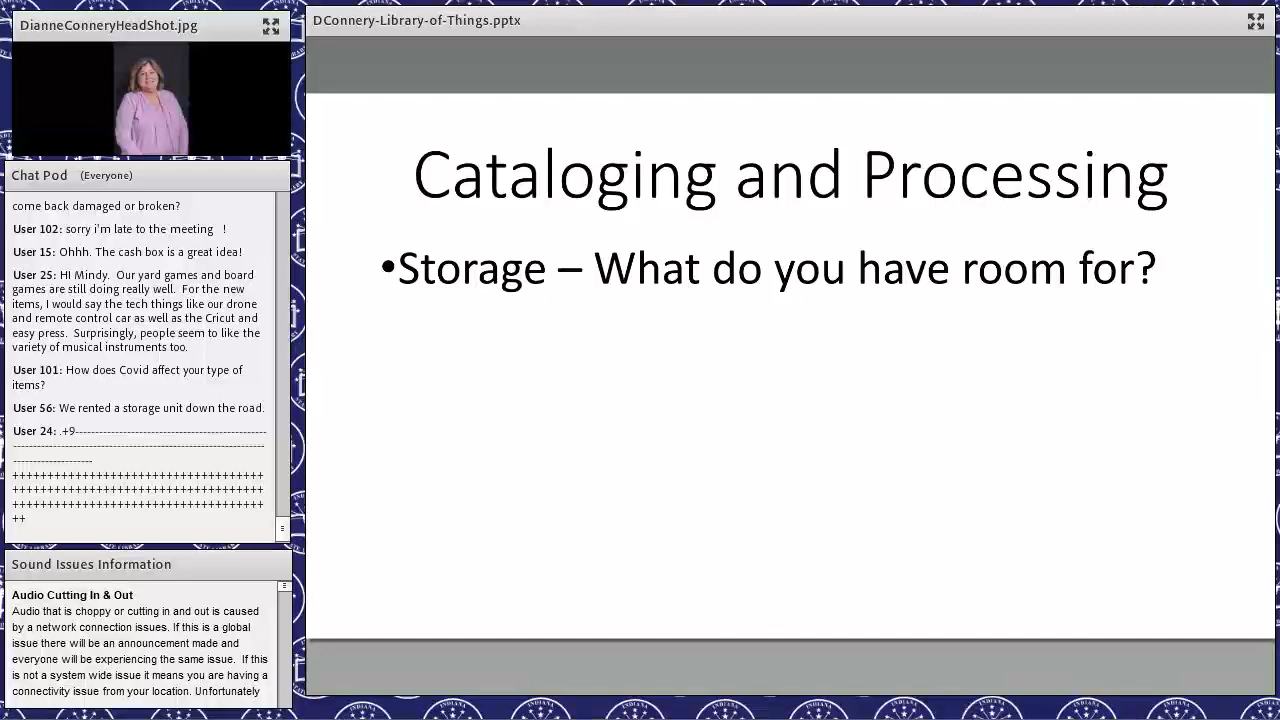 DianneConneryHeadShot.jpg
Chat Pod (Everyone)
come back damaged or broken?
User 102: sorry i'm late to the meeting !
User 15: Ohhh. The cash box is a great idea!
User 25: HI Mindy. Our yard games and board
games are still doing really well. For the new
items, I would say the tech things like our drone
and remote control car as well as the Cricut and
easy press. Surprisingly, people seem to like the
variety of musical instruments too.
User 101: How does Covid affect your type of
items?
User 56: We rented a storage unit down the road.
User 24: .+9------------------------------------------------
---------------------------------------------------------------
--------------------
++++++++++++++++++++++++++++++++++++
++++++++++++++++++++++++++++++++++++
++++++++++++++++++++++++++++++++++++
++
Sound Issues Information
Audio Cutting In & Out
Audio that is choppy or cutting in and out is caused
by a network connection issues. If this is a global
issue there will be an announcement made and
everyone will be experiencing the same issue. If this
is not a system wide issue it means you are having a
connectivity issue from your location. Unfortunately
DConnery-Library-of-Things.pptx
Cataloging and Processing
•Storage – What do you have room for?